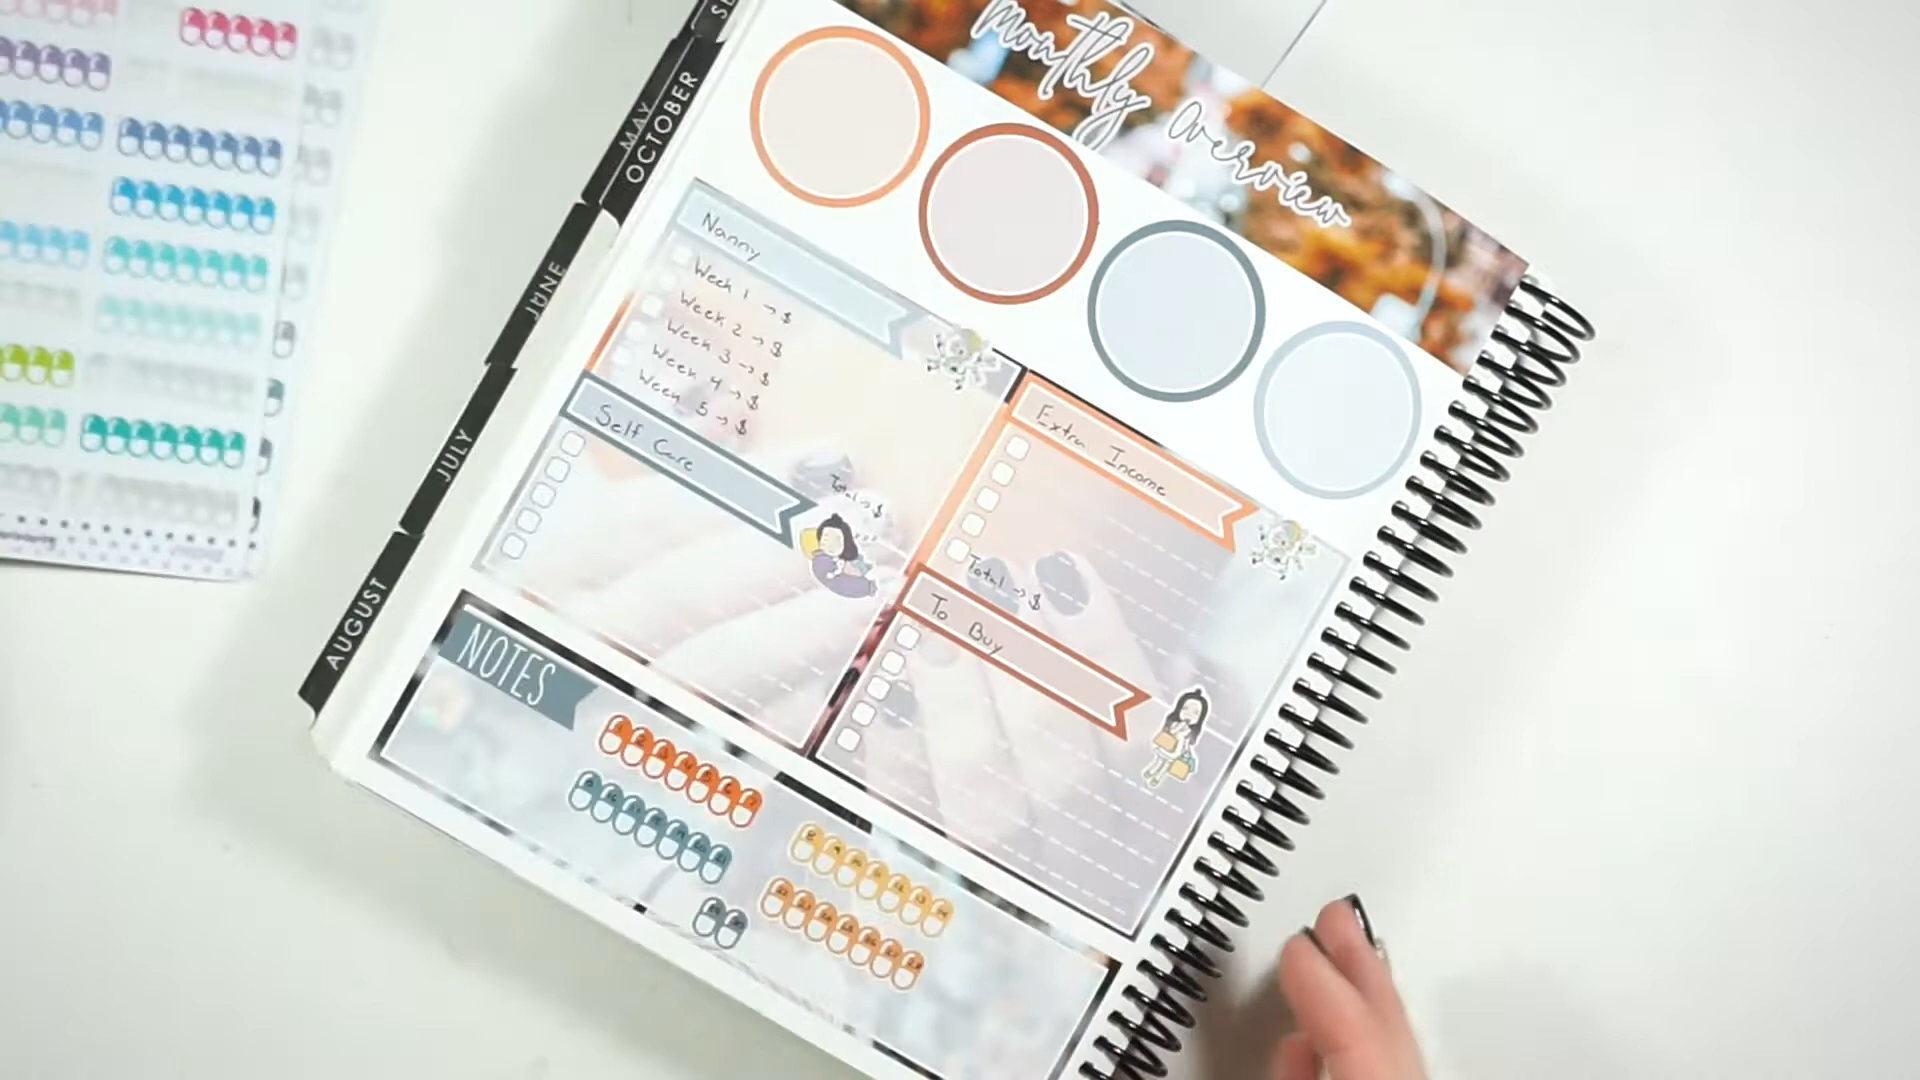 monthly overview
MAY
OCTOBER
JUNE
JULY
AUGUST
Nanny
Week 1 → $
Week 2 → $
Week 3 → $
Week 4 → $
Week 5 → $
Total → $
Self Care
Extra Income
Total → $
To Buy
NOTES